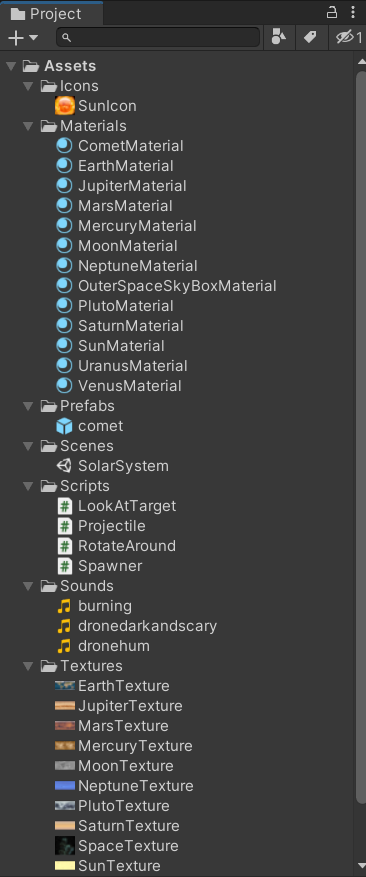 Project
1
Assets
Icons
SunIcon
Materials
CometMaterial
EarthMaterial
JupiterMaterial
MarsMaterial
MercuryMaterial
MoonMaterial
NeptuneMaterial
OuterSpaceSkyBoxMaterial
PlutoMaterial
SaturnMaterial
SunMaterial
UranusMaterial
VenusMaterial
Prefabs
comet
Scenes
SolarSystem
Scripts
LookAtTarget
Projectile
RotateAround
Spawner
Sounds
burning
dronedarkandscary
dronehum
Textures
EarthTexture
JupiterTexture
MarsTexture
MercuryTexture
MoonTexture
NeptuneTexture
PlutoTexture
SaturnTexture
SpaceTexture
SunTexture